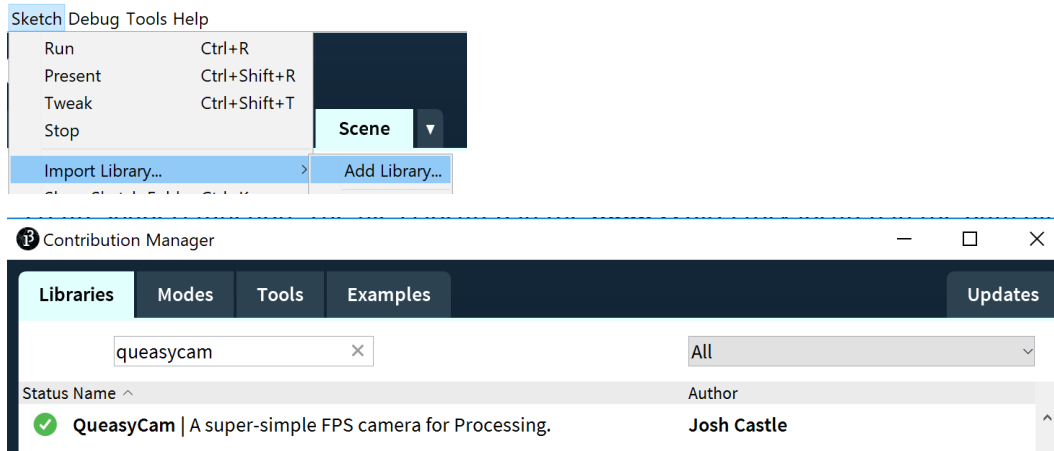 Sketch Debug Tools Help
Run Ctrl+R
Present Ctrl+Shift+R
Tweak Ctrl+Shift+T
Stop
Scene ▼
Import Library... > Add Library...
Contribution Manager
Libraries Modes Tools Examples Updates
queasycam All
Status Name Author
QueasyCam | A super-simple FPS camera for Processing. Josh Castle